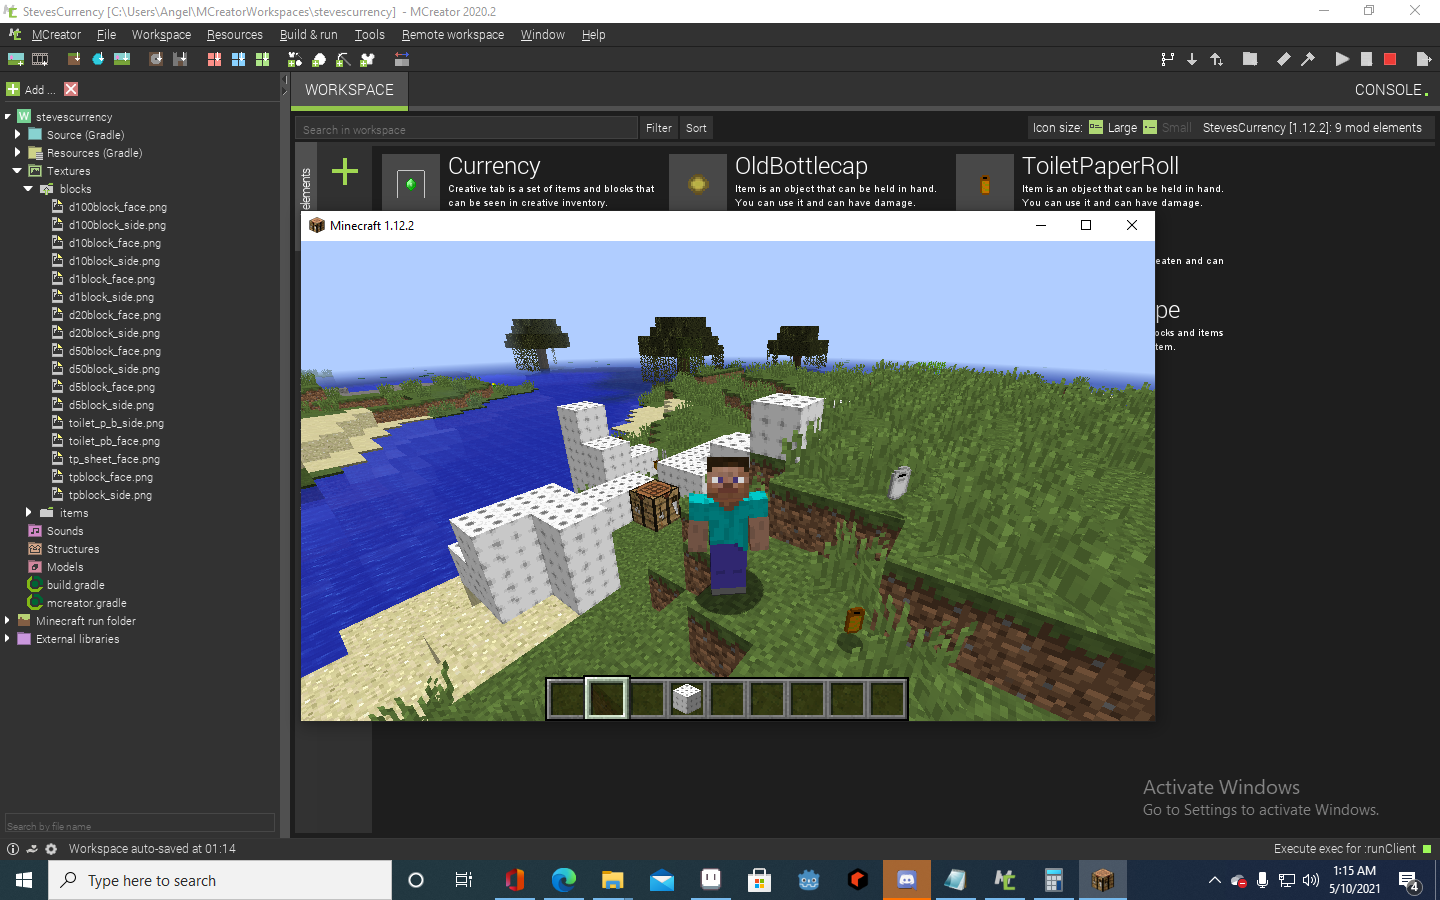 StevesCurrency [C:\Users\Angel\MCreatorWorkspaces\stevescurrency] - MCreator 2020.2
MCreator File Workspace Resources Build & run Tools Remote workspace Window Help
Add ...
WORKSPACE
CONSOLE
Search in workspace
Filter
Sort
Icon size: Large Small StevesCurrency [1.12.2]: 9 mod elements
stevescurrency
Source (Gradle)
Resources (Gradle)
Textures
blocks
d100block_face.png
d100block_side.png
d10block_face.png
d10block_side.png
d1block_face.png
d1block_side.png
d20block_face.png
d20block_side.png
d50block_face.png
d50block_side.png
d5block_face.png
d5block_side.png
toilet_p_b_side.png
toilet_pb_face.png
tp_sheet_face.png
tpblock_face.png
tpblock_side.png
items
Sounds
Structures
Models
build.gradle
mcreator.gradle
Minecraft run folder
External libraries
Search by file name
elements
Currency
Creative tab is a set of items and blocks that
can be seen in creative inventory.
OldBottlecap
Item is an object that can be held in hand.
You can use it and can have damage.
ToiletPaperRoll
Item is an object that can be held in hand.
You can use it and can have damage.
eaten and can
pe
ocks and items
tem.
Minecraft 1.12.2
Activate Windows
Go to Settings to activate Windows.
Workspace auto-saved at 01:14
Execute exec for :runClient
Type here to search
1:15 AM
5/10/2021
4